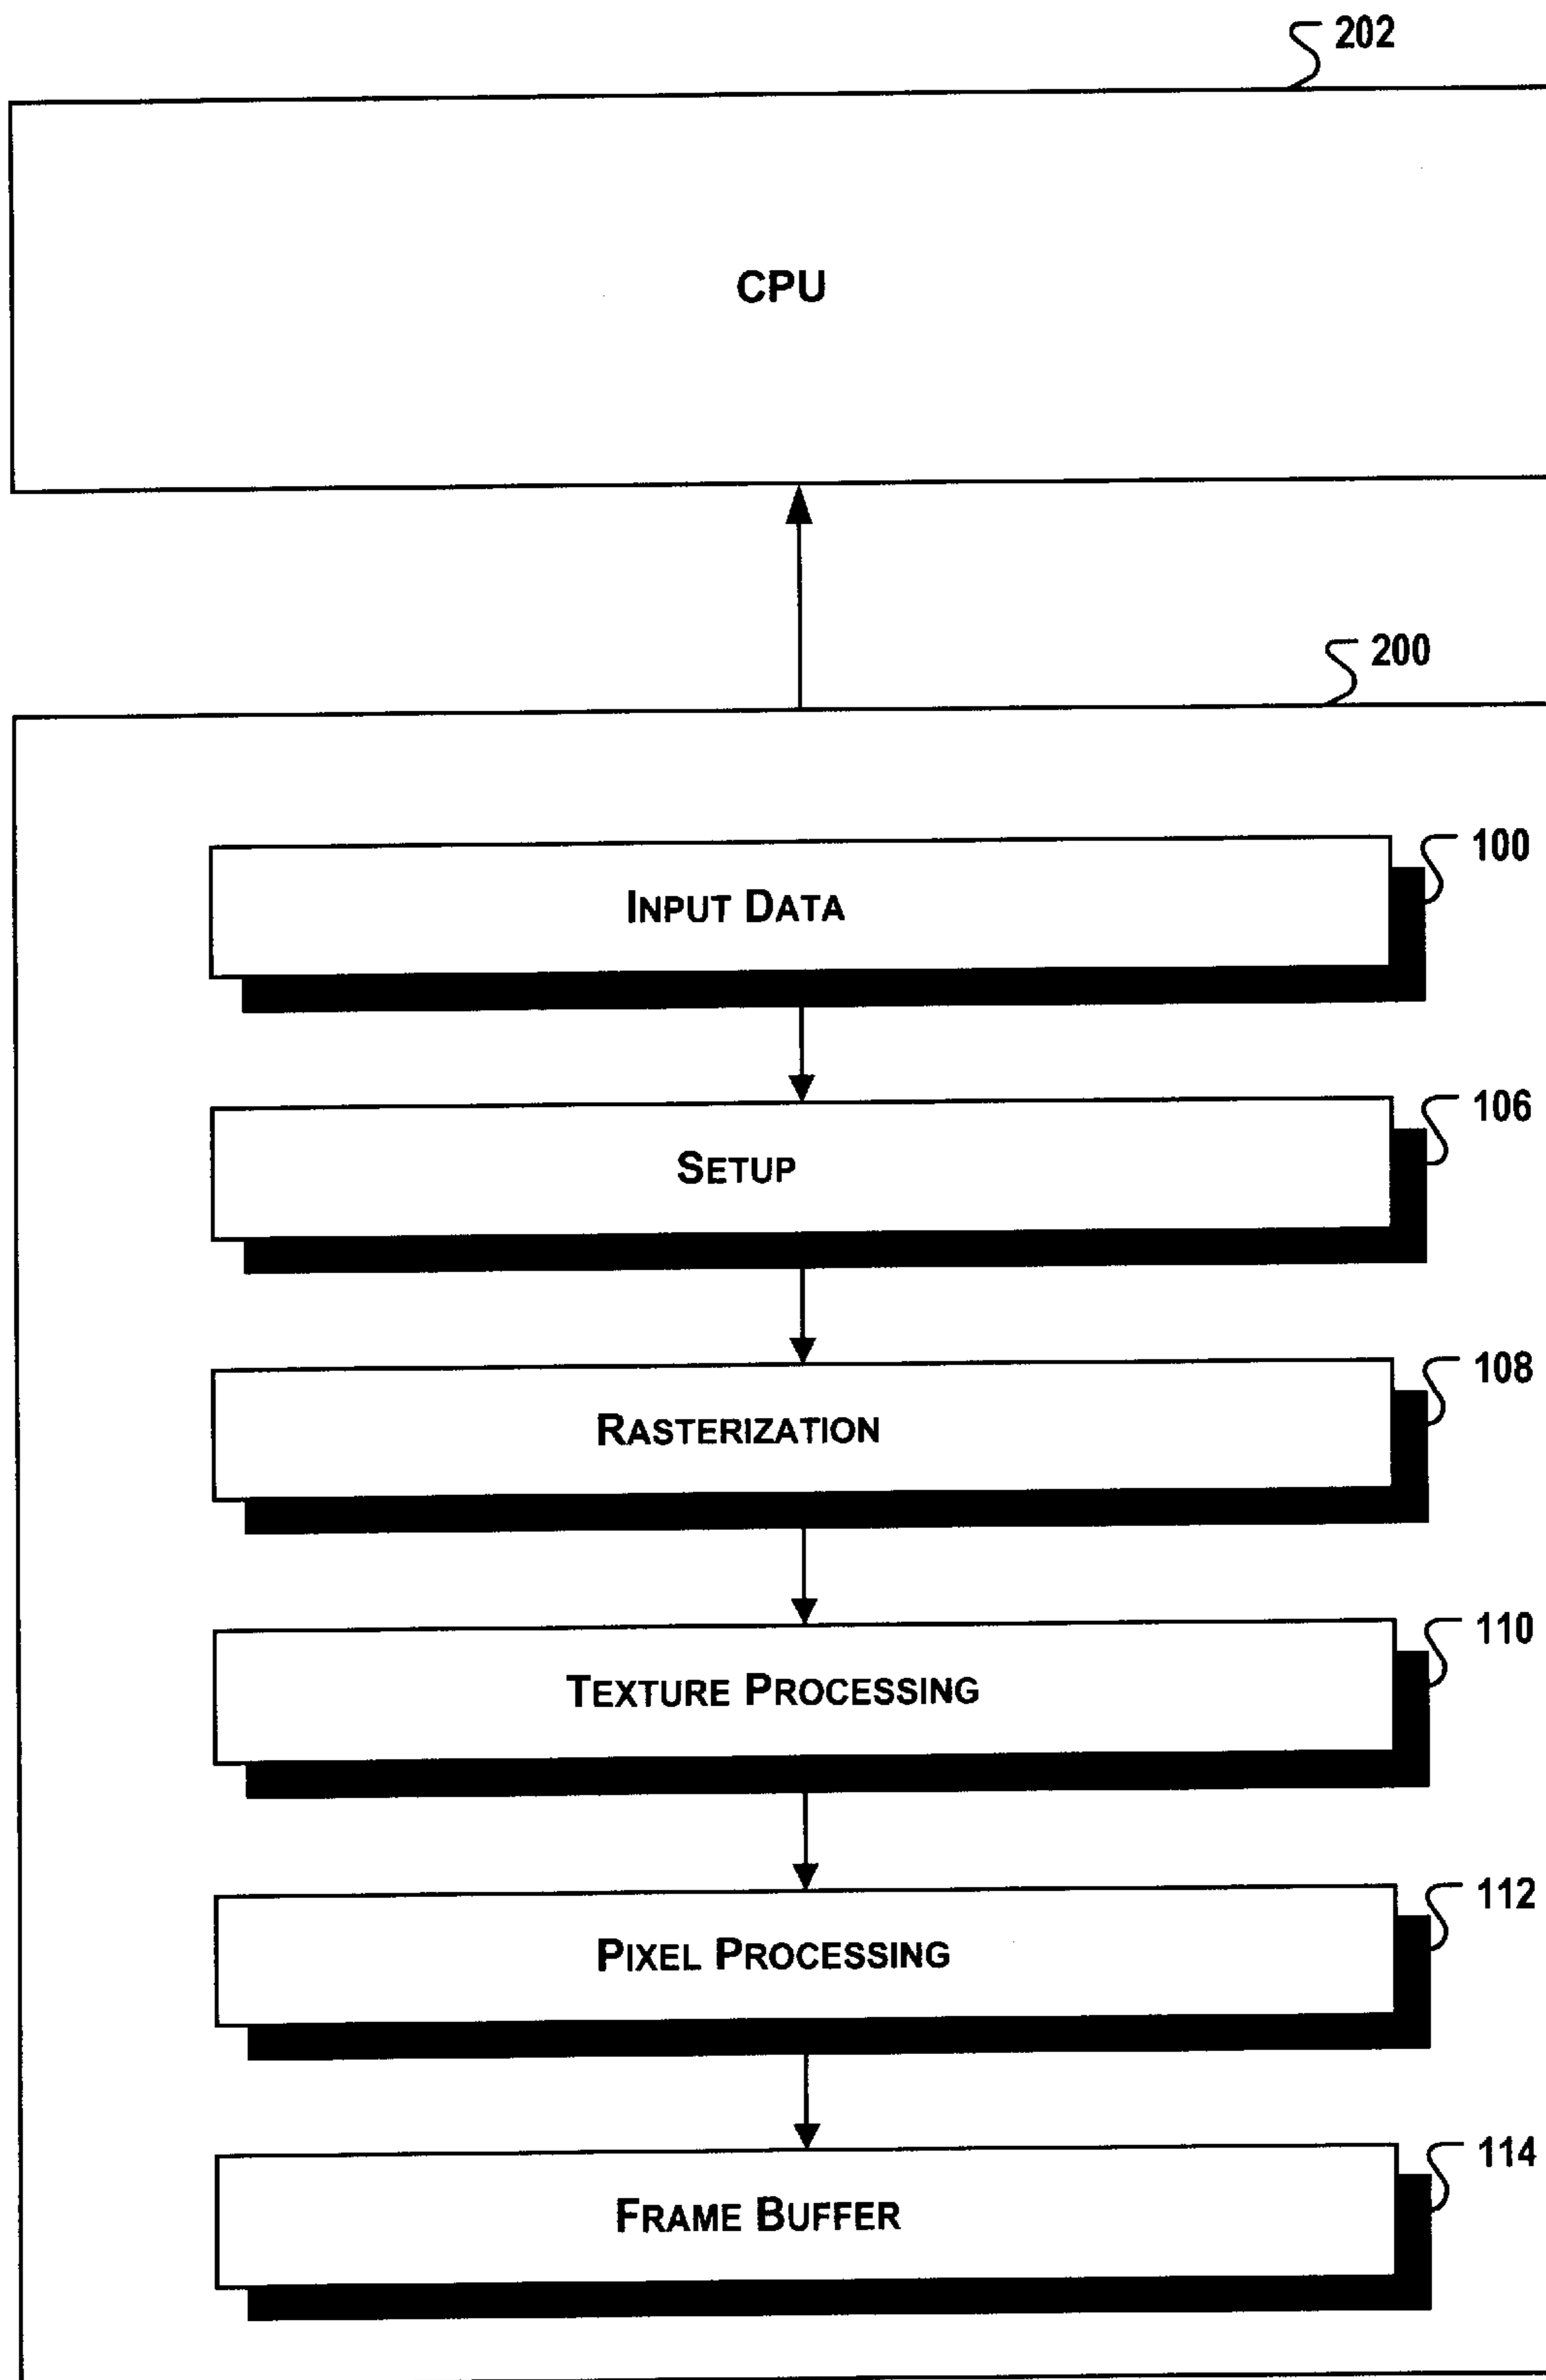 202
CPU
200
100
INPUT DATA
106
SETUP
108
RASTERIZATION
110
TEXTURE PROCESSING
112
PIXEL PROCESSING
114
FRAME BUFFER